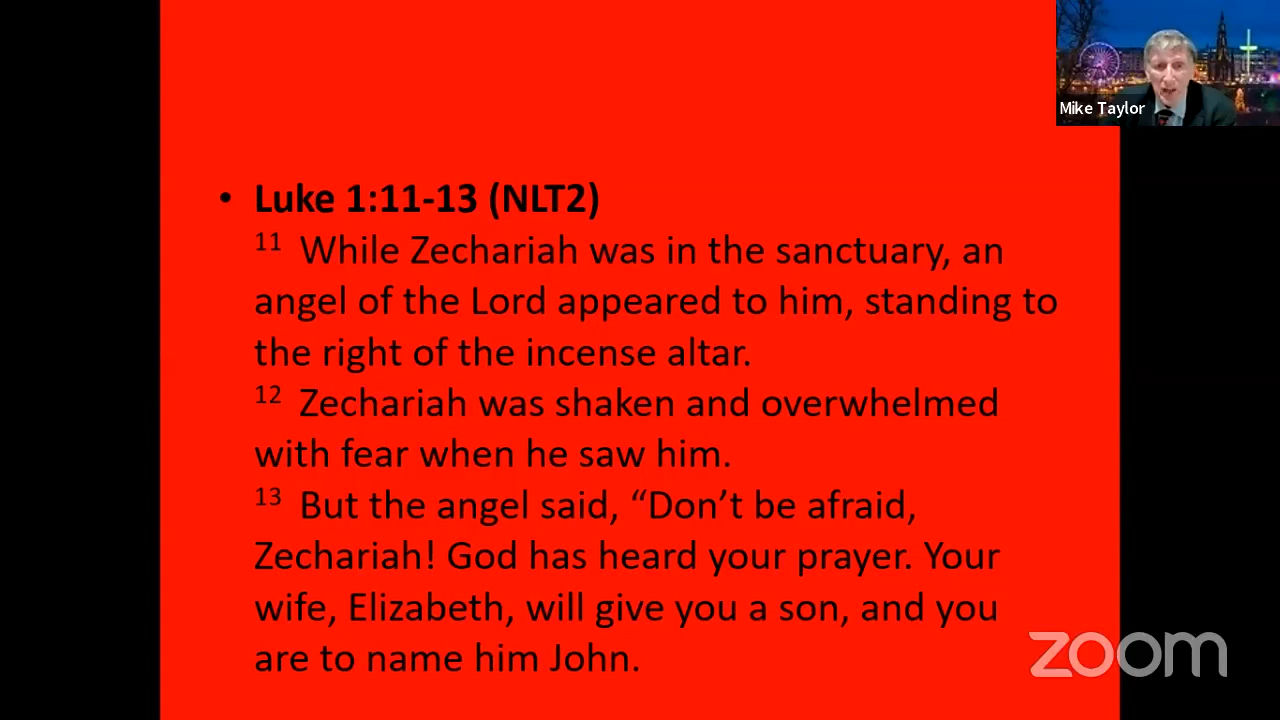 • Luke 1:11-13 (NLT2)
11 While Zechariah was in the sanctuary, an
angel of the Lord appeared to him, standing to
the right of the incense altar.
12 Zechariah was shaken and overwhelmed
with fear when he saw him.
13 But the angel said, “Don’t be afraid,
Zechariah! God has heard your prayer. Your
wife, Elizabeth, will give you a son, and you
are to name him John.
Mike Taylor
zoom